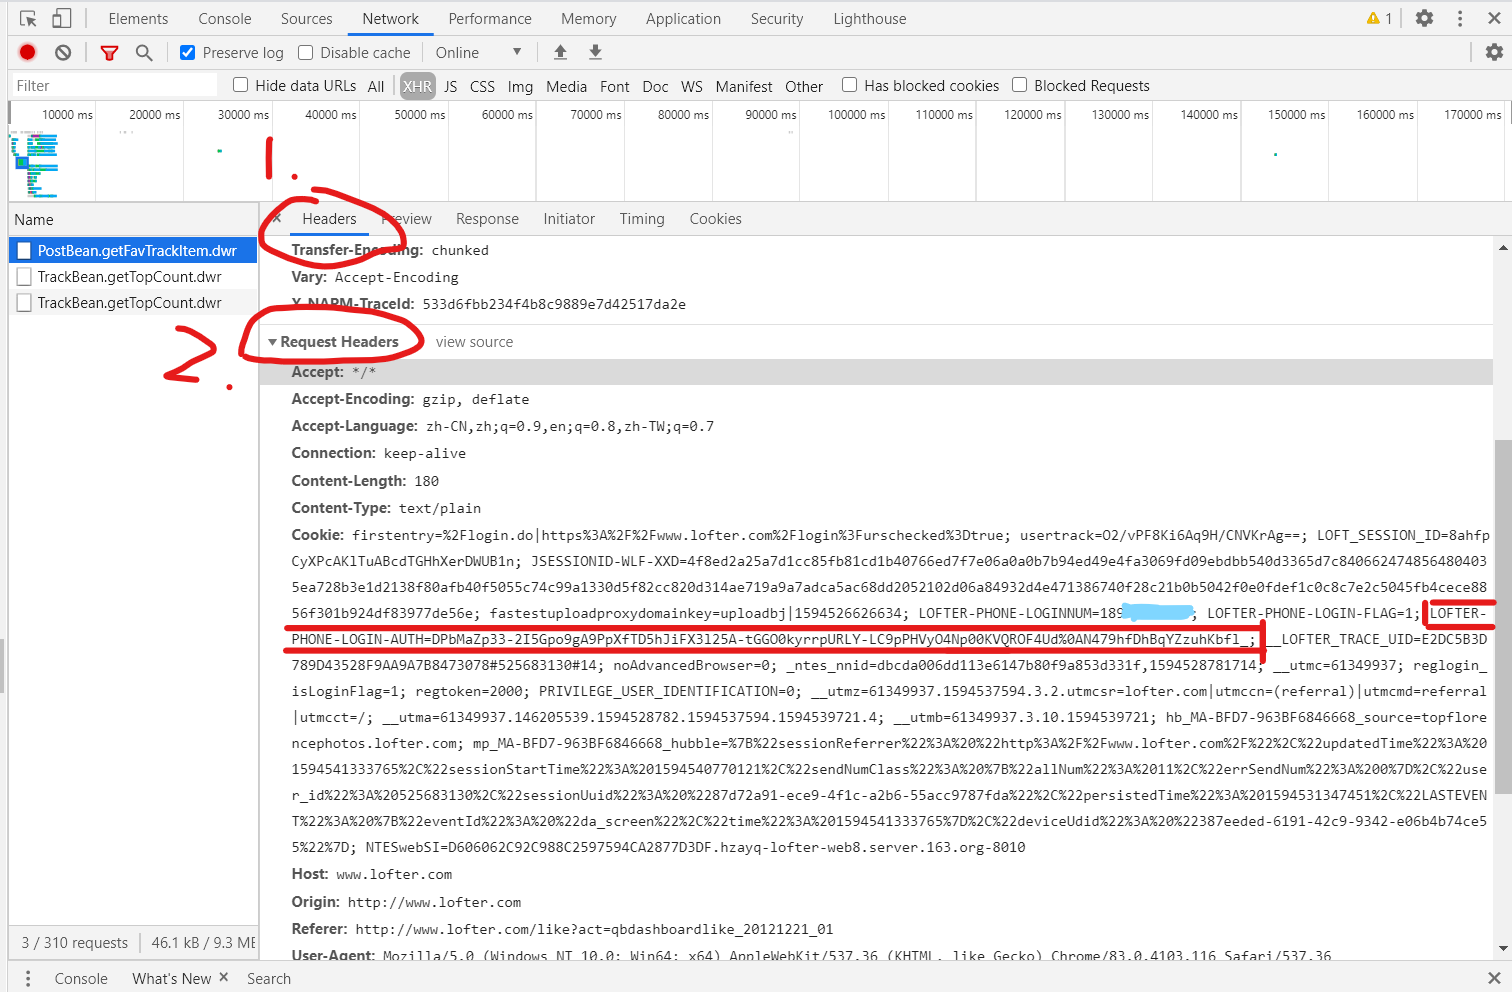 Elements Console Sources Network Performance Memory Application Security Lighthouse 1
Preserve log Disable cache Online
Filter Hide data URLs All XHR JS CSS Img Media Font Doc WS Manifest Other Has blocked cookies Blocked Requests
10000 ms 20000 ms 30000 ms 40000 ms 50000 ms 60000 ms 70000 ms 80000 ms 90000 ms 100000 ms 110000 ms 120000 ms 130000 ms 140000 ms 150000 ms 160000 ms 170000 ms
1.
Name
PostBean.getFavTrackItem.dwr
TrackBean.getTopCount.dwr
TrackBean.getTopCount.dwr
Headers Preview Response Initiator Timing Cookies
Transfer-Encoding: chunked
Vary: Accept-Encoding
X-NAPM-TraceId: 533d6fbb234f4b8c9889e7d42517da2e
2.
Request Headers view source
Accept: */*
Accept-Encoding: gzip, deflate
Accept-Language: zh-CN,zh;q=0.9,en;q=0.8,zh-TW;q=0.7
Connection: keep-alive
Content-Length: 180
Content-Type: text/plain
Cookie: firstentry=%2Flogin.do|https%3A%2F%2Fwww.lofter.com%2Flogin%3Furschecked%3Dtrue; usertrack=O2/vPF8Ki6Aq9H/CNVKrAg==; LOFT_SESSION_ID=8ahfp
CyXPcAKlTuABcdTGHhXerDWUB1n; JSESSIONID-WLF-XXD=4f8ed2a25a7d1cc85fb81cd1b40766ed7f7e06a0a0b7b94ed49e4fa3069fd09ebdbb540d3365d7c840662474856480403
5ea728b3e1d2138f80afb40f5055c74c99a1330d5f82cc820d314ae719a9a7adca5ac68dd2052102d06a84932d4e471386740f28c21b0b5042f0e0fdef1c0c8c7e2c5045fb4cece88
56f301b924df83977de56e; fastestuploadproxydomainkey=uploadbj|1594526626634; LOFTER-PHONE-LOGINNUM=189 ; LOFTER-PHONE-LOGIN-FLAG=1; LOFTER-
PHONE-LOGIN-AUTH=DPbMaZp33-2I5Gpo9gA9PpXfTD5hJiFX3l25A-tGGO0kyrrpURLY-LC9pPHVyO4Np00KVQROF4Ud%0AN479hfDhBqYZzuhKbfl_; __LOFTER_TRACE_UID=E2DC5B3D
789D43528F9AA9A7B8473078#525683130#14; noAdvancedBrowser=0; _ntes_nnid=dbcda006dd113e6147b80f9a853d331f,1594528781714; __utmc=61349937; reglogin_
isLoginFlag=1; regtoken=2000; PRIVILEGE_USER_IDENTIFICATION=0; __utmz=61349937.1594537594.3.2.utmcsr=lofter.com|utmccn=(referral)|utmcmd=referral
|utmcct=/; __utma=61349937.146205539.1594528782.1594537594.1594539721.4; __utmb=61349937.3.10.1594539721; hb_MA-BFD7-963BF6846668_source=topflore
ncephotos.lofter.com; mp_MA-BFD7-963BF6846668_hubble=%7B%22sessionReferrer%22%3A%20%22http%3A%2F%2Fwww.lofter.com%2F%22%2C%22updatedTime%22%3A%20
1594541333765%2C%22sessionStartTime%22%3A%201594540770121%2C%22sendNumClass%22%3A%20%7B%22allNum%22%3A%2011%2C%22errSendNum%22%3A%200%7D%2C%22use
r_id%22%3A%20525683130%2C%22sessionUuid%22%3A%20%2287d72a91-ece9-4f1c-a2b6-55acc9787fda%22%2C%22persistedTime%22%3A%201594531347451%2C%22LASTEVEN
T%22%3A%20%7B%22eventId%22%3A%20%22da_screen%22%2C%22time%22%3A%201594541333765%7D%2C%22deviceUdid%22%3A%20%22387eeded-6191-42c9-9342-e06b4b74ce5
5%22%7D; NTESwebSI=D606062C92C988C2597594CA2877D3DF.hzayq-lofter-web8.server.163.org-8010
Host: www.lofter.com
Origin: http://www.lofter.com
Referer: http://www.lofter.com/like?act=qbdashboardlike_20121221_01
User-Agent: Mozilla/5.0 (Windows NT 10.0; Win64; x64) AppleWebKit/537.36 (KHTML, like Gecko) Chrome/83.0.4103.116 Safari/537.36
3 / 310 requests 46.1 kB / 9.3 ME
Console What's New Search